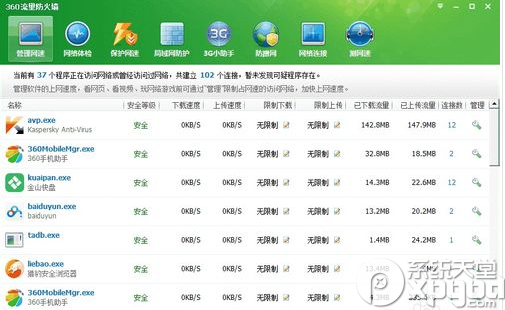 360流量防火墙
管理网速 网络体检 保护网速 局域网防护 3G小助手 防蹭网 网络连接 测网速
当前有 37 个程序正在访问网络或曾经访问过网络，共建立 102 个连接，暂未发现可疑程序存在。
管理软件的上网速度，看网页、看视频、玩网络游戏前可通过"管理"限制占网速的访问网络，加快上网速度。
名称 安全等级 下载速度 上传速度 限制下载 限制上传 已下载流量 已上传流量 连接数 管理
avp.exe
Kaspersky Anti-Virus
安全 0KB/S 0KB/S 无限制 无限制 142.8MB 147.9MB 12
360MobileMgr.exe
360手机助手
安全 0KB/S 0KB/S 无限制 无限制 32.8MB 18.5MB 2
kuaipan.exe
金山快盘
安全 0KB/S 0KB/S 无限制 无限制 14.3MB 22.6MB 12
baiduyun.exe
baiduyun
安全 0KB/S 0KB/S 无限制 无限制 13.2MB 20.2MB 2
tadb.exe
安全 0KB/S 0KB/S 无限制 无限制 1.4MB 24.2MB 1
liebao.exe
猎豹安全浏览器
安全 0KB/S 0KB/S 无限制 无限制 13.4MB
360MobileMgr.exe
360手机助手
安全 0KB/S 0KB/S 无限制 无限制
系统天堂